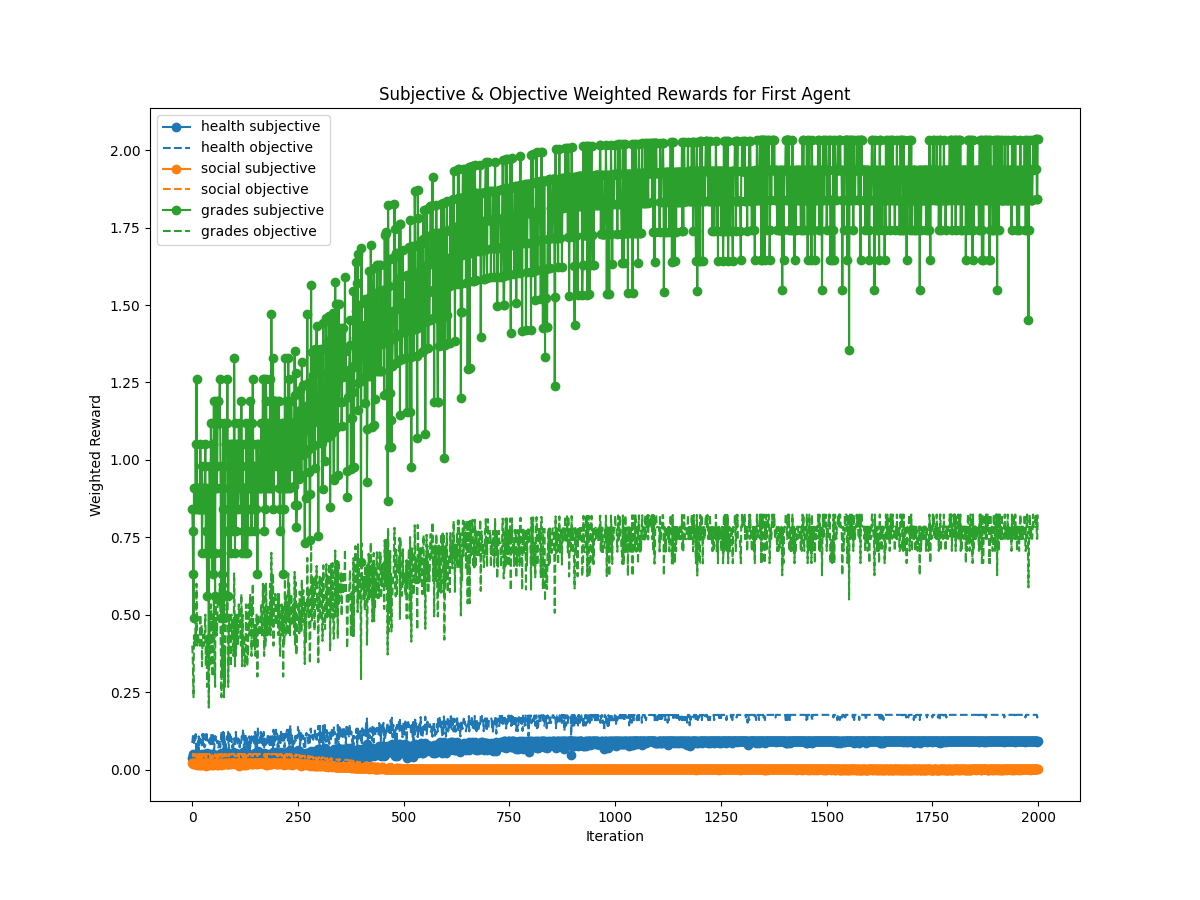 Subjective & Objective Weighted Rewards for First Agent
health subjective
health objective
social subjective
social objective
grades subjective
grades objective
2.00
1.75
1.50
1.25
1.00
0.75
0.50
0.25
0.00
Weighted Reward
0 250 500 750 1000 1250 1500 1750 2000
Iteration